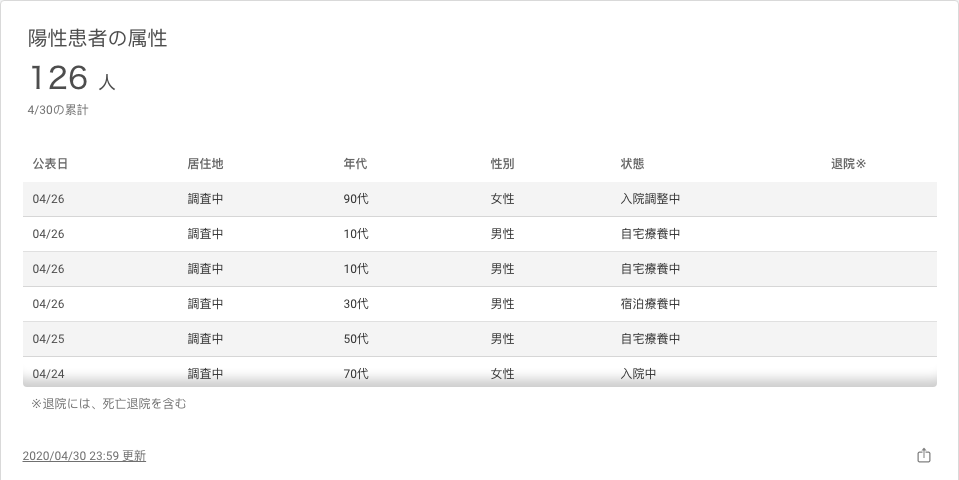 陽性患者の属性
126 人
4/30の累計
公表日 居住地 年代 性別 状態 退院※
04/26 調査中 90代 女性 入院調整中
04/26 調査中 10代 男性 自宅療養中
04/26 調査中 10代 男性 自宅療養中
04/26 調査中 30代 男性 宿泊療養中
04/25 調査中 50代 男性 自宅療養中
04/24 調査中 70代 女性 入院中
※退院には、死亡退院を含む
2020/04/30 23:59 更新